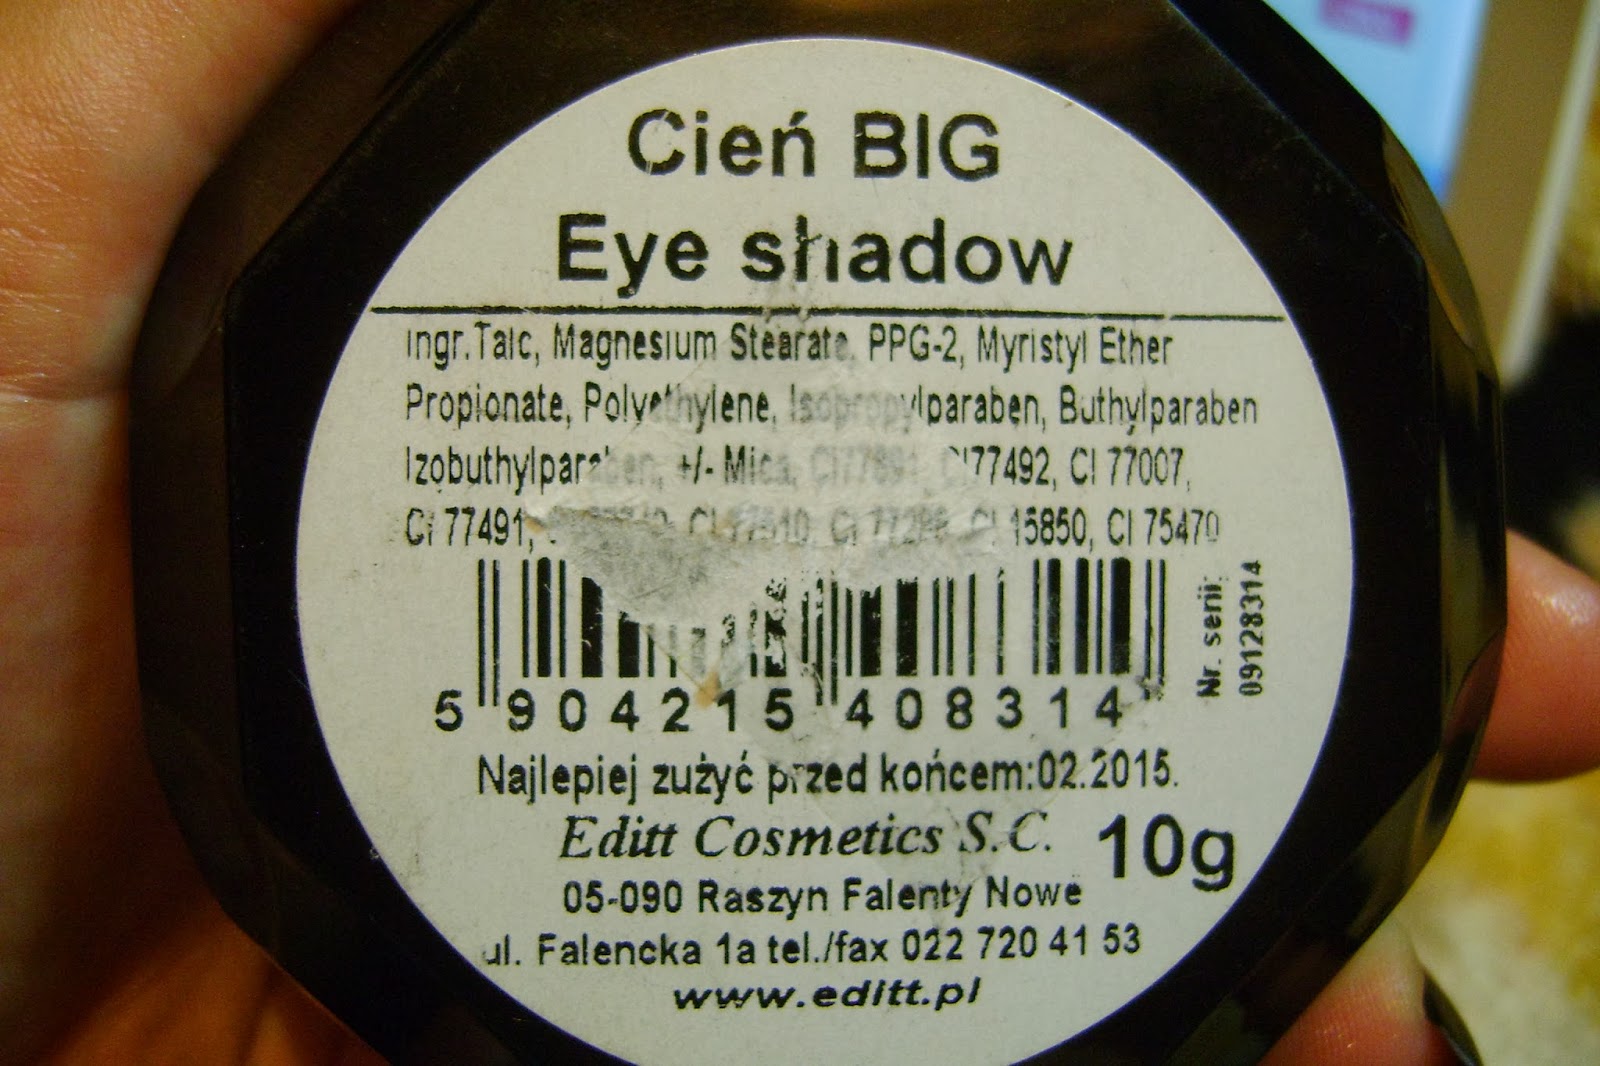 Cień BIG
Eye shadow
Ingr.Talc, Magnesium Stearate, PPG-2, Myristyl Ether
Propionate, Polyethylene, Isopropylparaben, Buthylparaben
Izobuthylparaben, +/- Mica, CI77891, CI77492, CI 77007,
CI 77491, CI 15850, CI 75470
Nr. serii:
09128314
5 904215 408314
Najlepiej zużyć przed końcem:02.2015.
Editt Cosmetics S.C. 10g
05-090 Raszyn Falenty Nowe
ul. Falencka 1a tel./fax 022 720 41 53
www.editt.pl